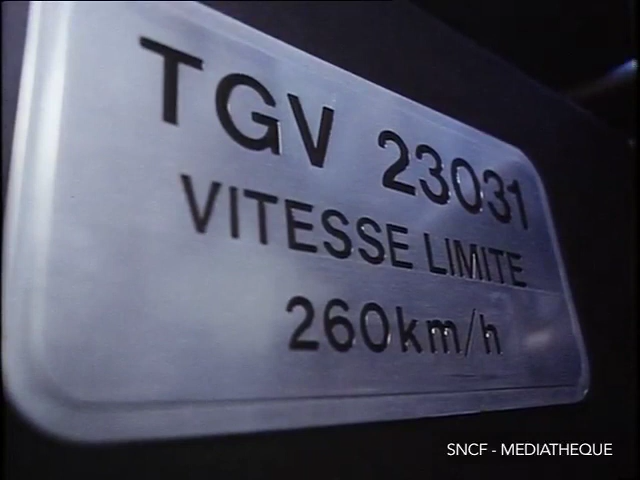 TGV 23031
VITESSE LIMITE
260km/h
SNCF - MEDIATHEQUE